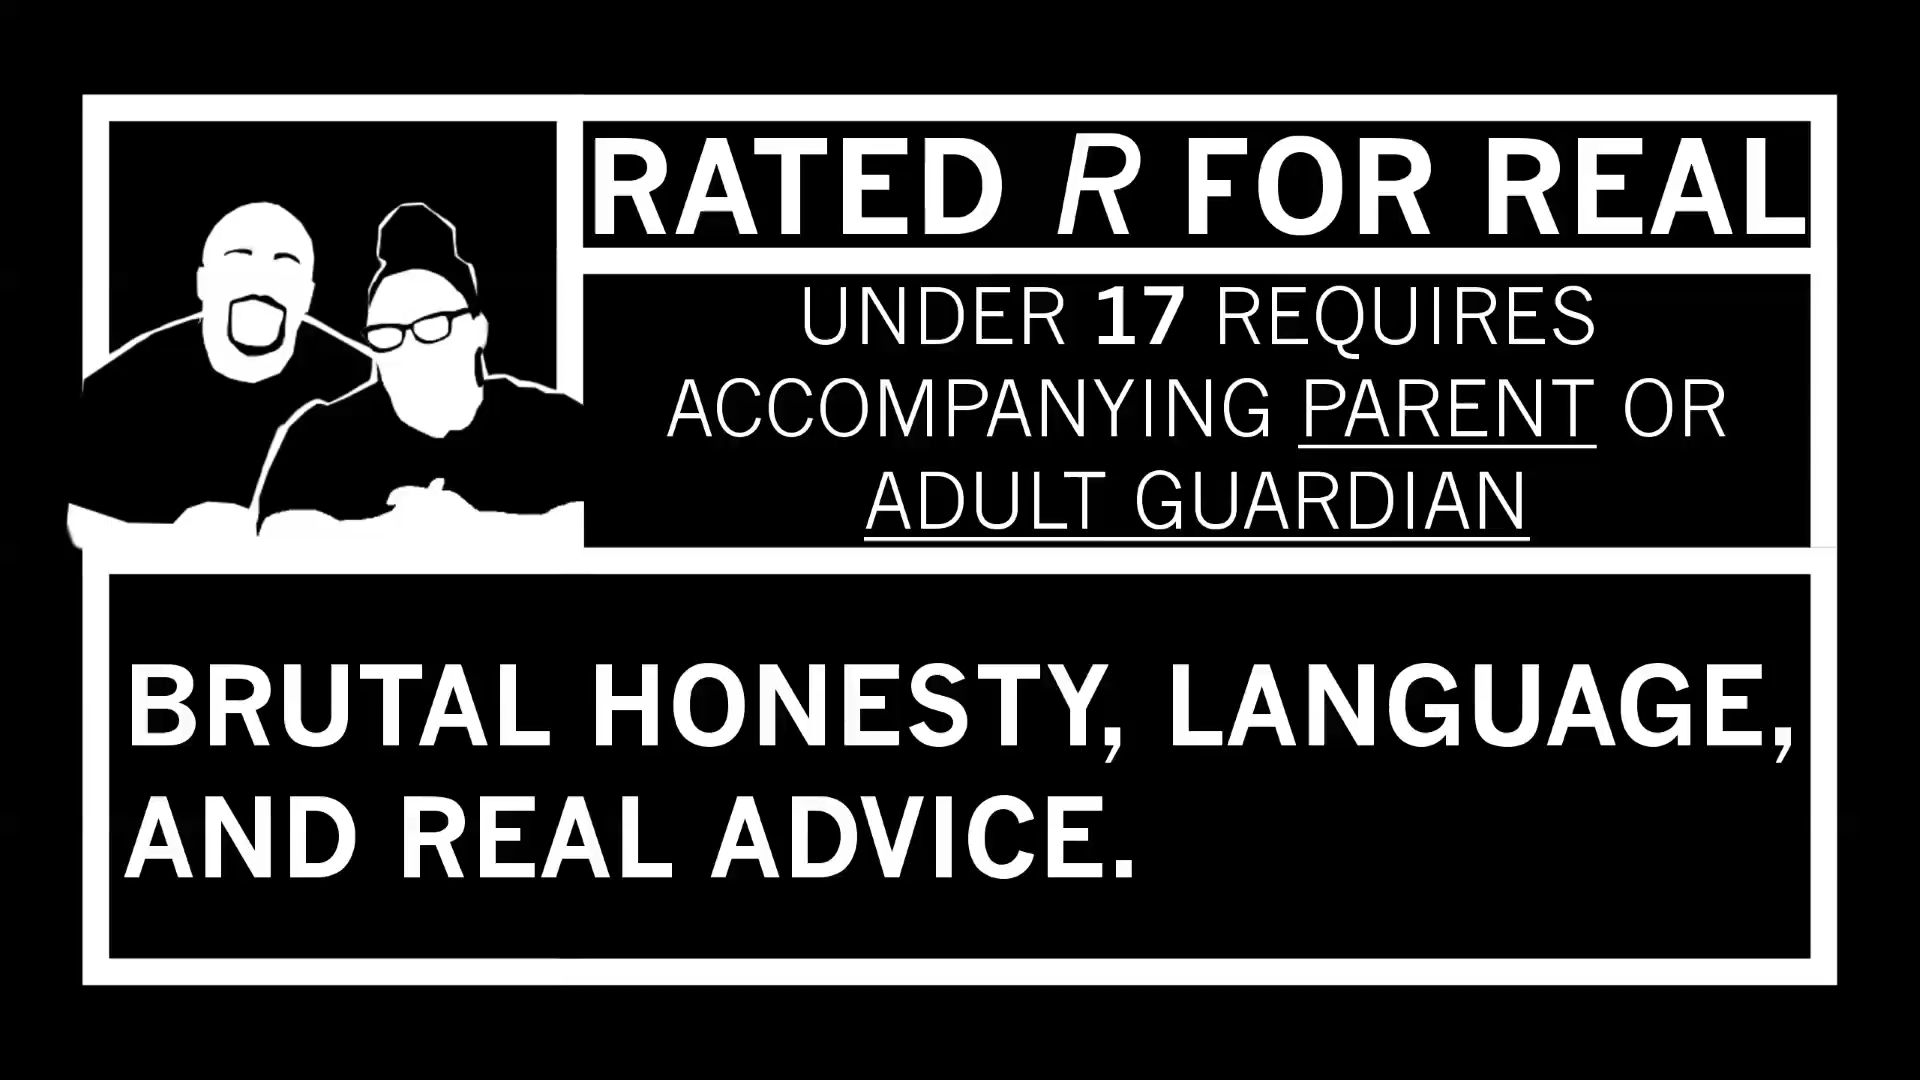 RATED R FOR REAL
UNDER 17 REQUIRES
ACCOMPANYING PARENT OR
ADULT GUARDIAN
BRUTAL HONESTY, LANGUAGE,
AND REAL ADVICE.